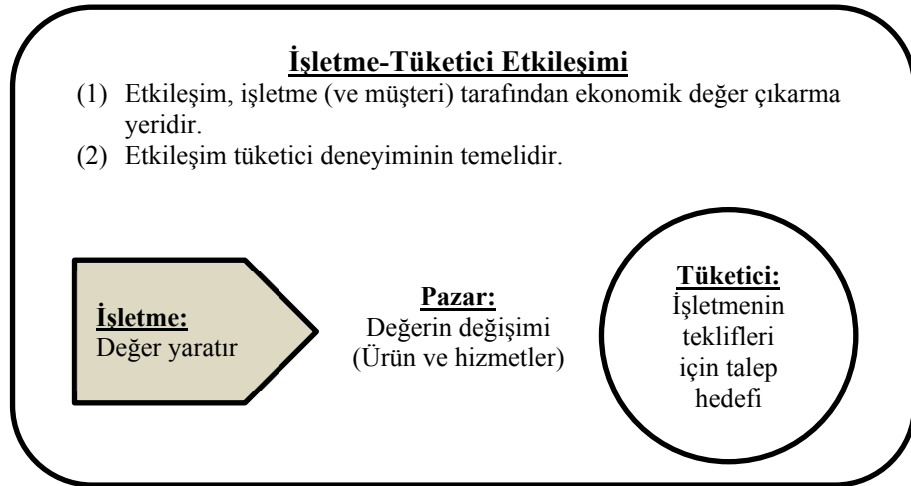 İşletme-Tüketici Etkileşimi
(1) Etkileşim, işletme (ve müşteri) tarafından ekonomik değer çıkarma
yeridir.
(2) Etkileşim tüketici deneyiminin temelidir.
İşletme:
Değer yaratır
Pazar:
Değerin değişimi
(Ürün ve hizmetler)
Tüketici:
İşletmenin
teklifleri
için talep
hedefi